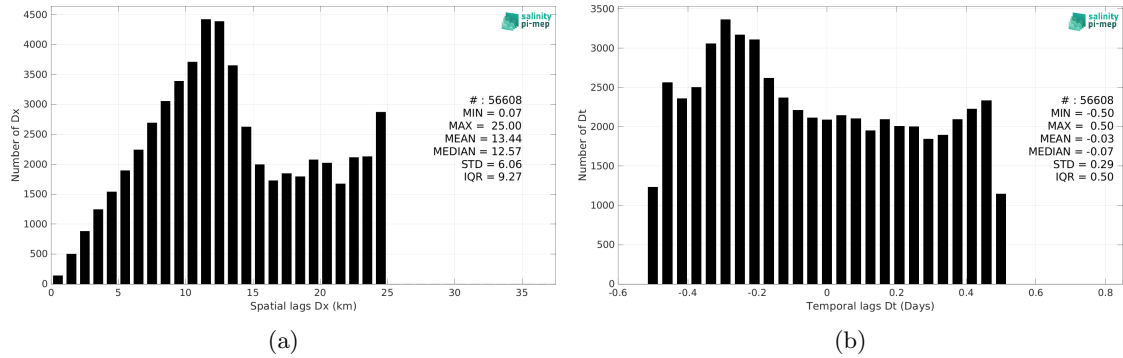 4500
4000
3500
3000
2500
2000
1500
1000
500
0
Number of Dx
0 5 10 15 20 25 30 35
Spatial lags Dx (km)
salinity
pi-mep
# : 56608
MIN = 0.07
MAX = 25.00
MEAN = 13.44
MEDIAN = 12.57
STD = 6.06
IQR = 9.27
(a)
3500
3000
2500
2000
1500
1000
500
0
Number of Dt
-0.6 -0.4 -0.2 0 0.2 0.4 0.6 0.8
Temporal lags Dt (Days)
salinity
pi-mep
# : 56608
MIN = -0.50
MAX = 0.50
MEAN = -0.03
MEDIAN = -0.07
STD = 0.29
IQR = 0.50
(b)